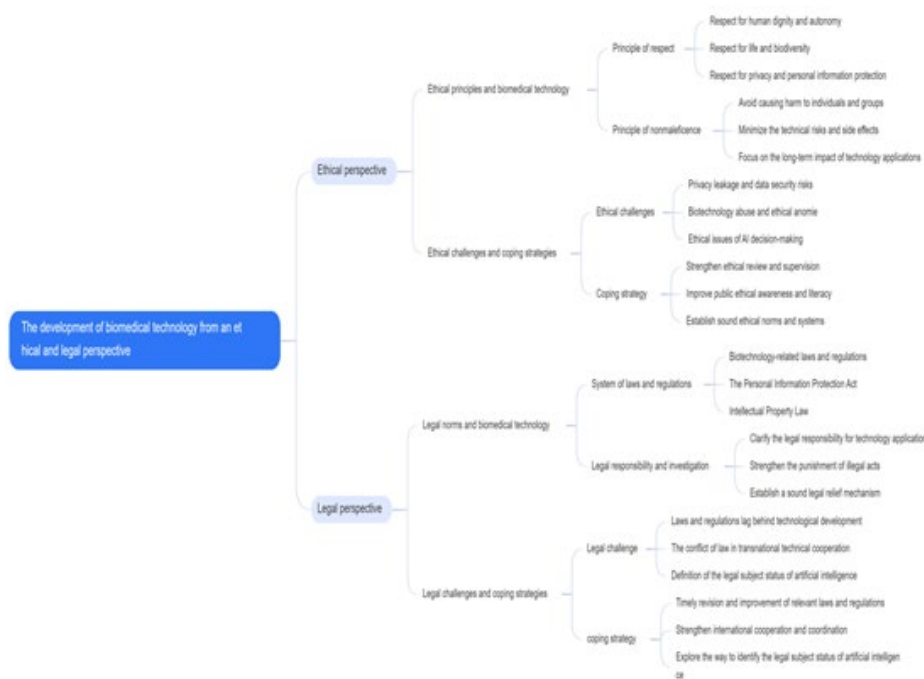 The development of biomedical technology from an et
hical and legal perspective
Ethical perspective
Ethical principles and biomedical technology
Principle of respect
Respect for human dignity and autonomy
Respect for life and biodiversity
Respect for privacy and personal information protection
Principle of nonmaleficence
Avoid causing harm to individuals and groups
Minimize the technical risks and side effects
Focus on the long-term impact of technology applications
Ethical challenges and coping strategies
Ethical challenges
Privacy leakage and data security risks
Biotechnology abuse and ethical anomie
Ethical issues of AI decision-making
Coping strategy
Strengthen ethical review and supervision
Improve public ethical awareness and literacy
Establish sound ethical norms and systems
Legal perspective
Legal norms and biomedical technology
System of laws and regulations
Biotechnology-related laws and regulations
The Personal Information Protection Act
Intellectual Property Law
Legal responsibility and investigation
Clarify the legal responsibility for technology application
Strengthen the punishment of illegal acts
Establish a sound legal relief mechanism
Legal challenges and coping strategies
Legal challenge
Laws and regulations lag behind technological development
The conflict of law in transnational technical cooperation
Definition of the legal subject status of artificial intelligence
coping strategy
Timely revision and improvement of relevant laws and regulations
Strengthen international cooperation and coordination
Explore the way to identify the legal subject status of artificial intelligen
ce